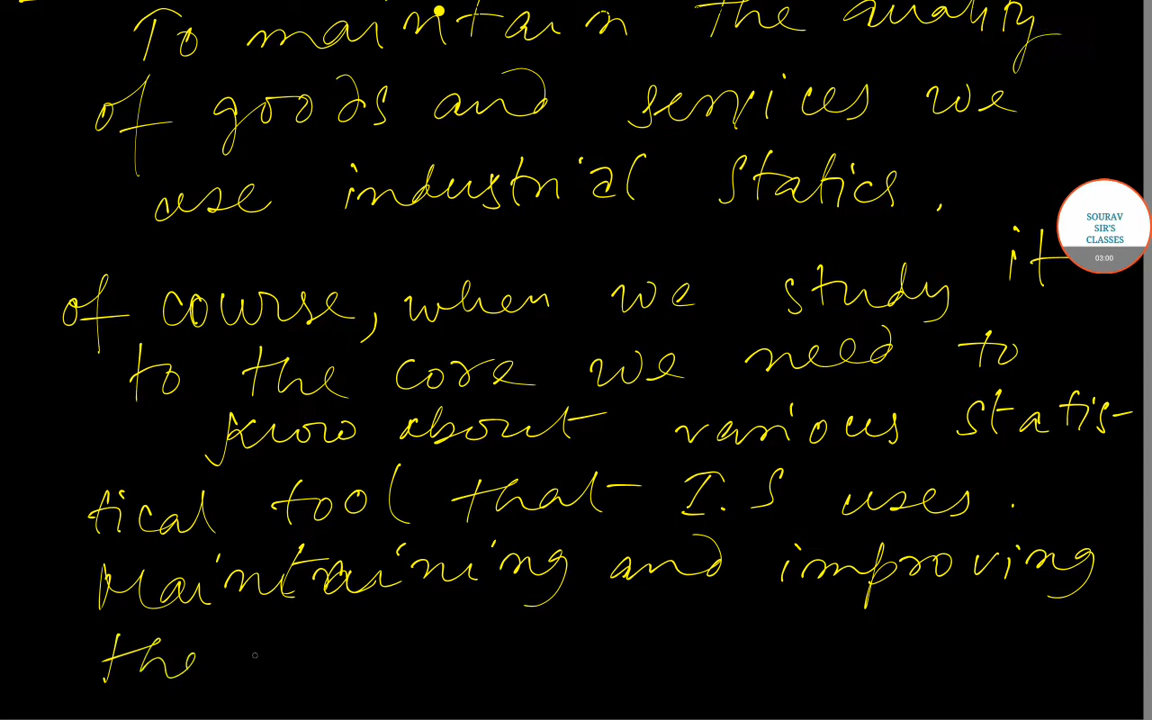 To maintain the quality
of goods and services we
use industrial statics.
of course, when we study it
to the core we need to
know about various statis-
tical tool that I.S uses.
Maintaining and improving
the
SOURAV
SIR'S
CLASSES
03:00